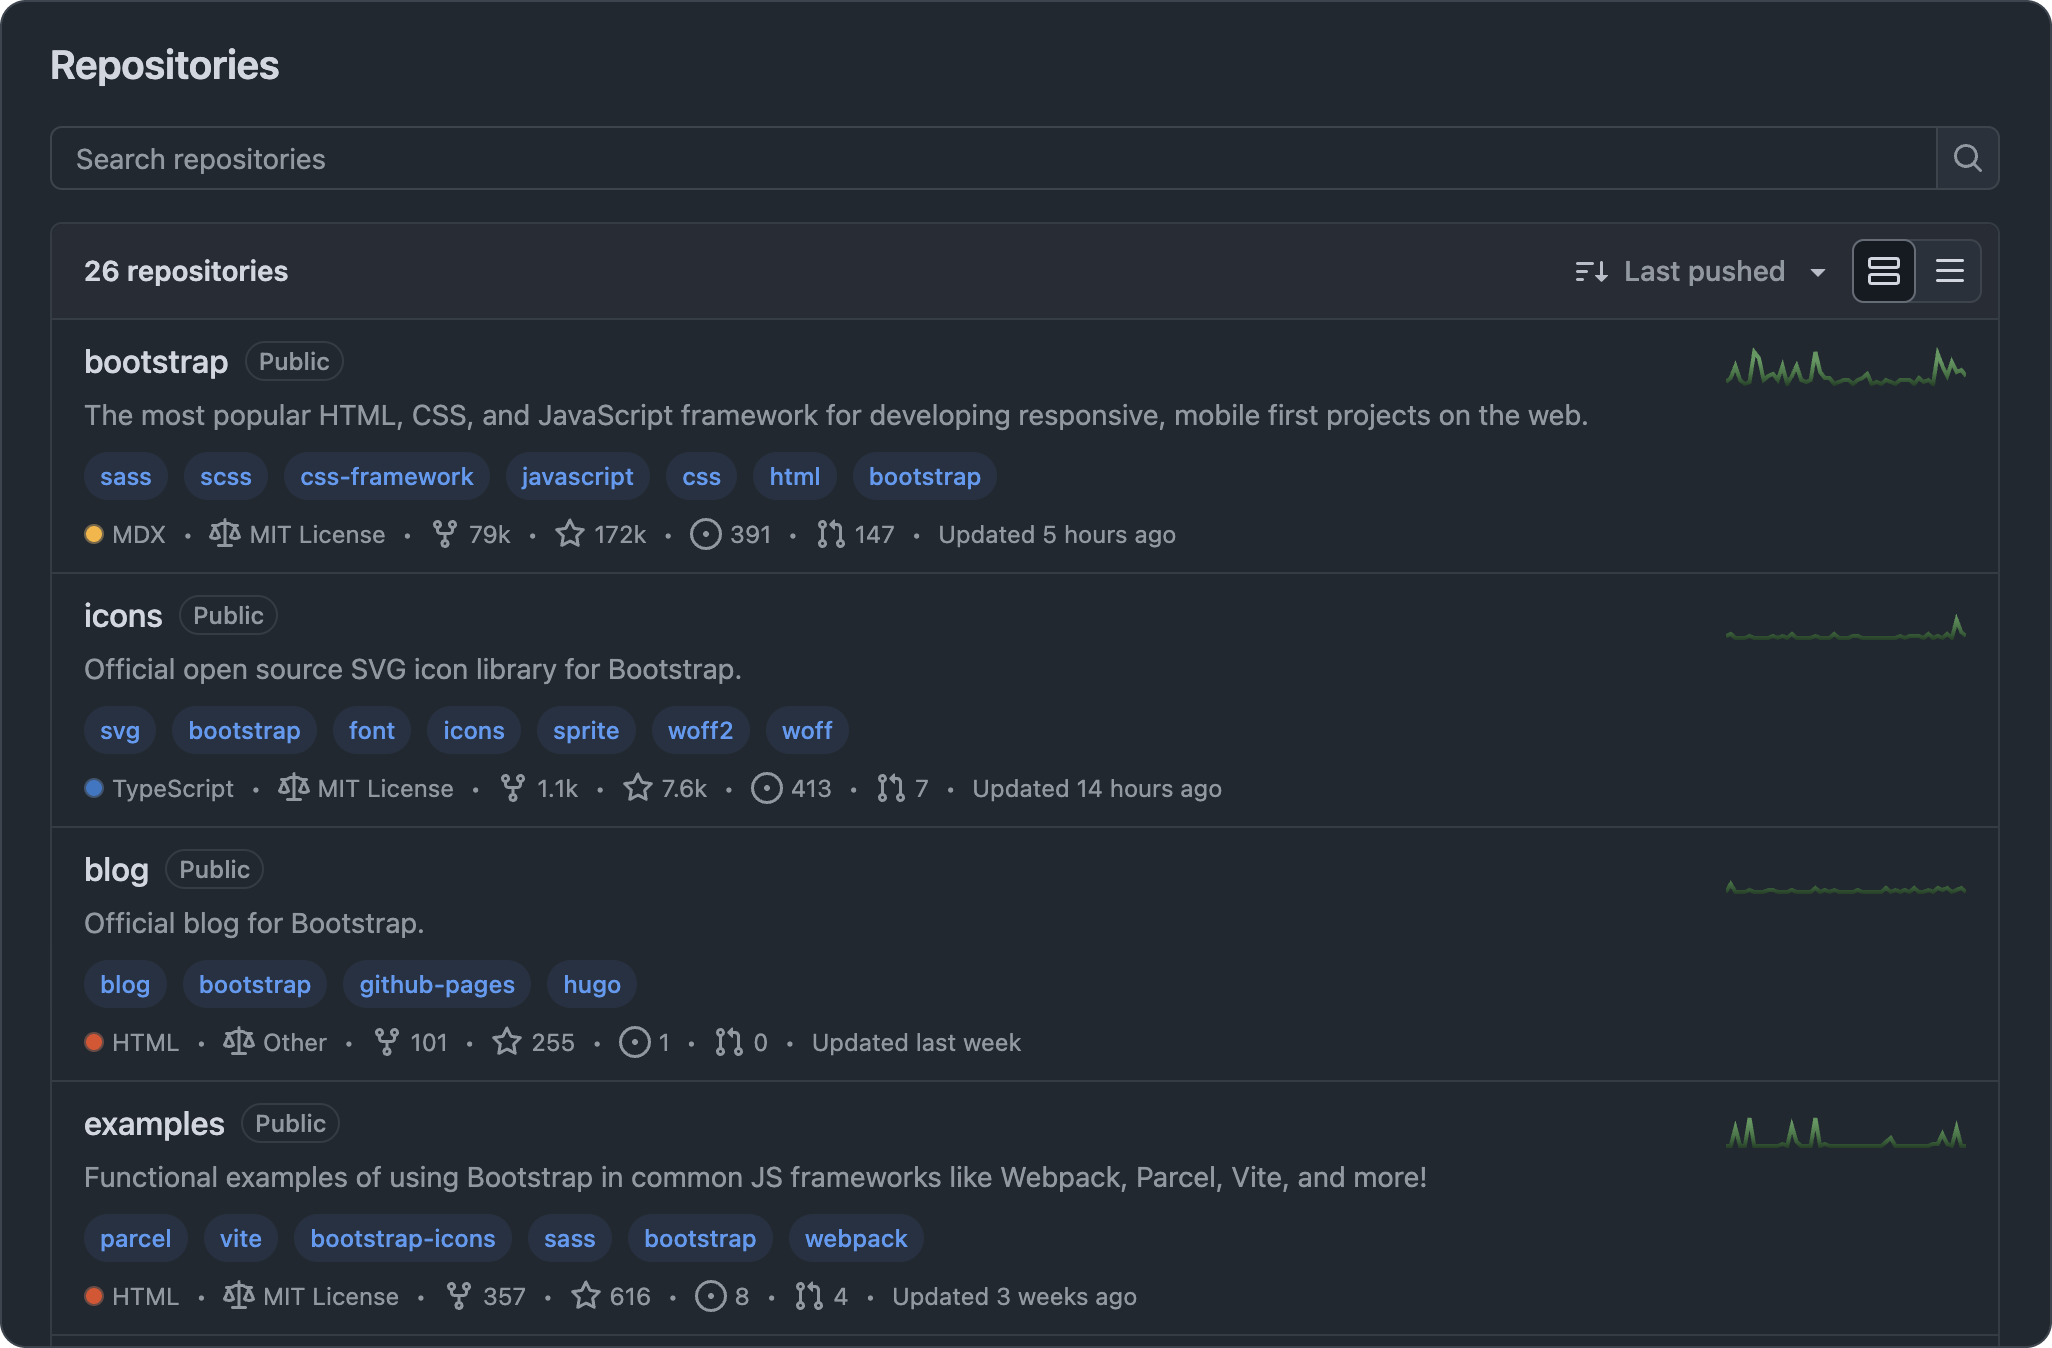 Repositories
Search repositories
26 repositories Last pushed
bootstrap Public
The most popular HTML, CSS, and JavaScript framework for developing responsive, mobile first projects on the web.
sass scss css-framework javascript css html bootstrap
MDX • MIT License • 79k • 172k • 391 • 147 • Updated 5 hours ago
icons Public
Official open source SVG icon library for Bootstrap.
svg bootstrap font icons sprite woff2 woff
TypeScript • MIT License • 1.1k • 7.6k • 413 • 7 • Updated 14 hours ago
blog Public
Official blog for Bootstrap.
blog bootstrap github-pages hugo
HTML • Other • 101 • 255 • 1 • 0 • Updated last week
examples Public
Functional examples of using Bootstrap in common JS frameworks like Webpack, Parcel, Vite, and more!
parcel vite bootstrap-icons sass bootstrap webpack
HTML • MIT License • 357 • 616 • 8 • 4 • Updated 3 weeks ago